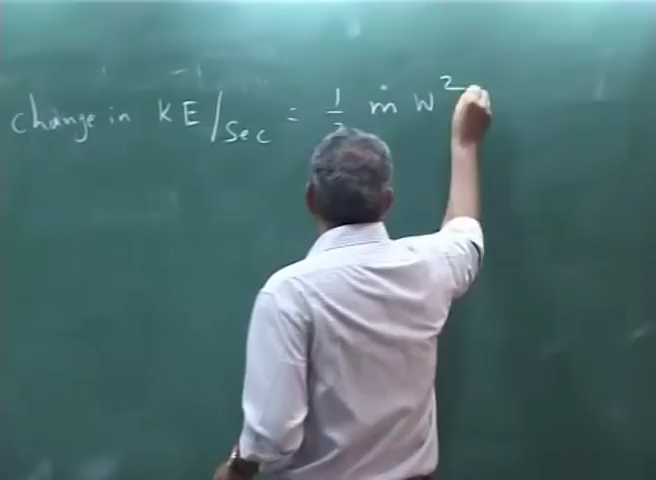 change in KE/sec = 1/2 ṁ w²